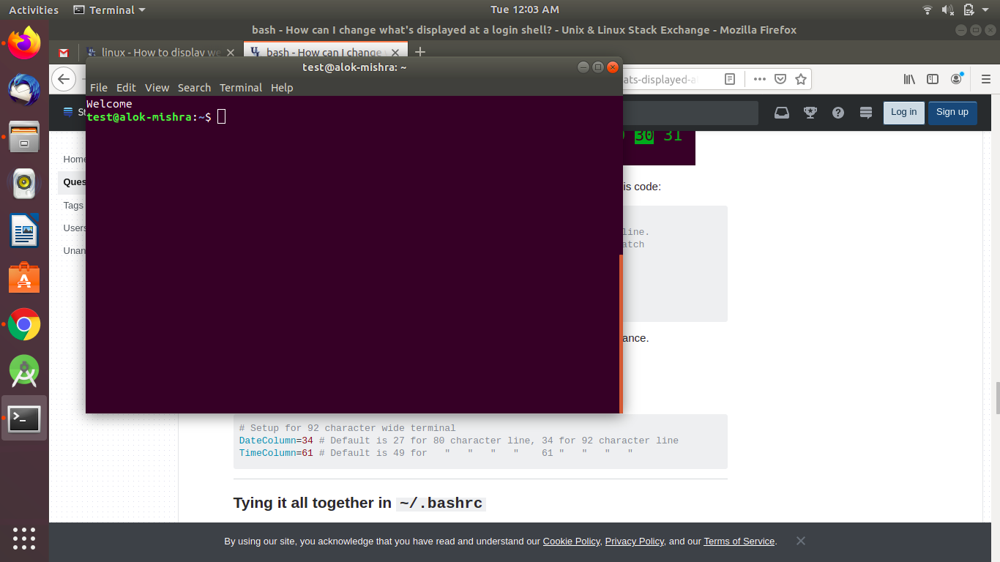 Activities
Terminal
Tue 12:03 AM
bash - How can I change what's displayed at a login shell? - Unix & Linux Stack Exchange - Mozilla Firefox
linux - How to display we
bash - How can I change
test@alok-mishra: ~
ats-displayed-a
File Edit View Search Terminal Help
Welcome
test@alok-mishra:~$
Log in
Sign up
30 31
Home
Ques
Tags
Users
Unan
is code:
line.
atch
ance.
# Setup for 92 character wide terminal
DateColumn=34 # Default is 27 for 80 character line, 34 for 92 character line
TimeColumn=61 # Default is 49 for " " " " 61 " " " "
Tying it all together in ~/.bashrc
By using our site, you acknowledge that you have read and understand our Cookie Policy, Privacy Policy, and our Terms of Service.